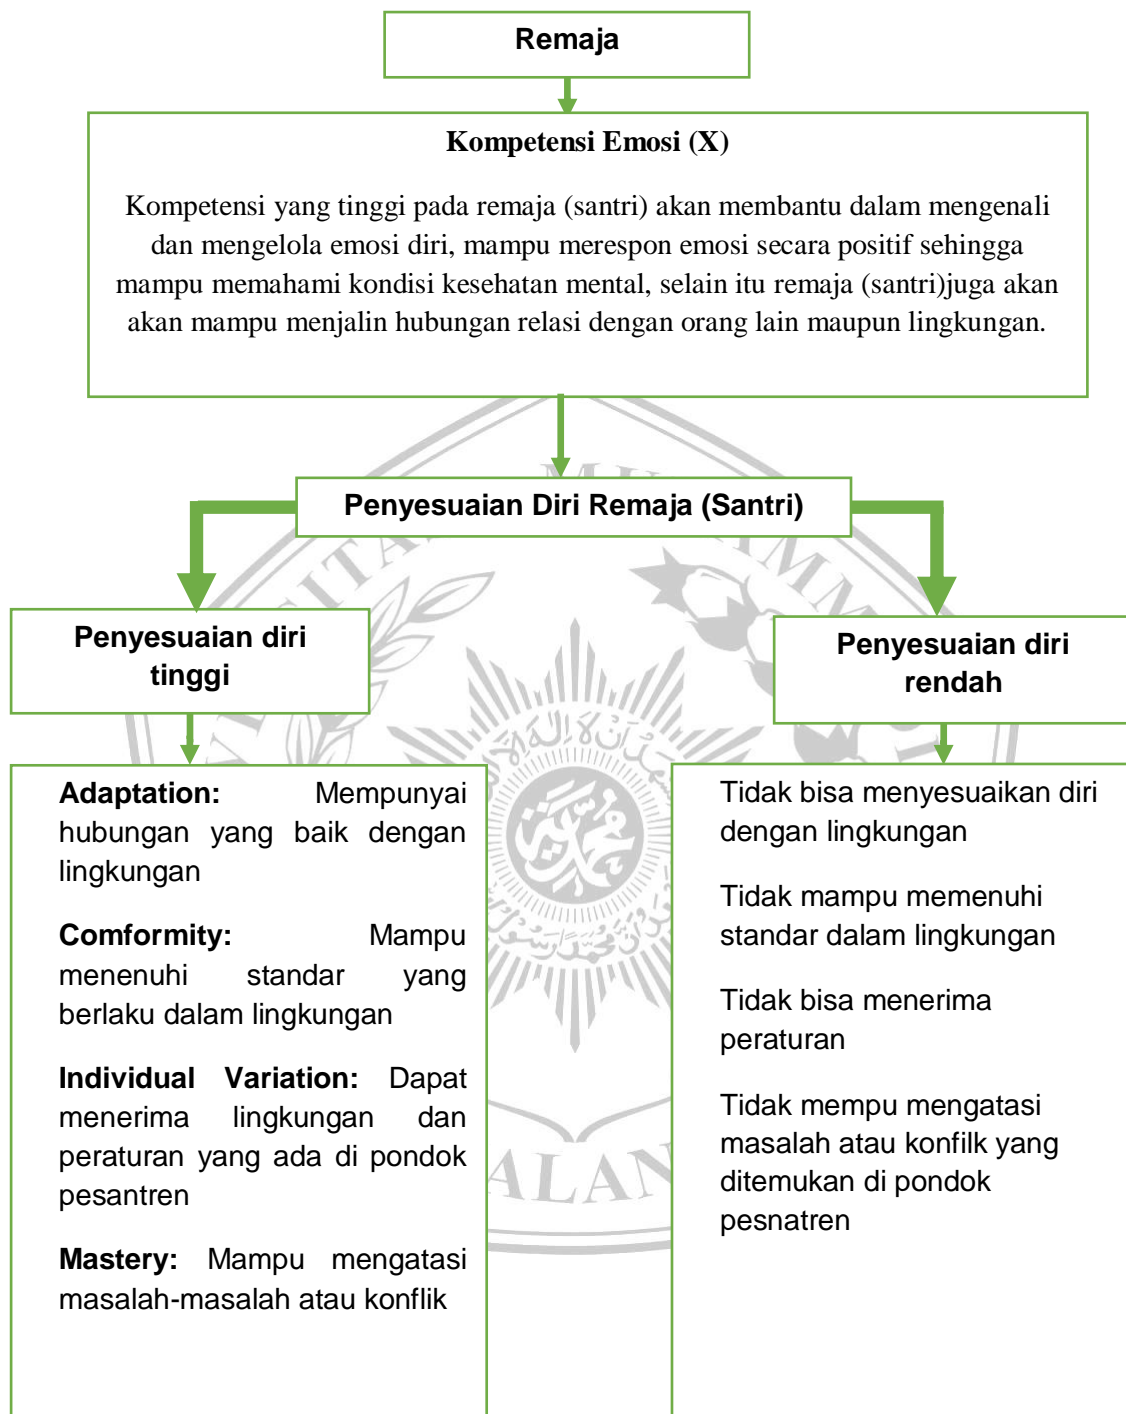 Remaja
Kompetensi Emosi (X)
Kompetensi yang tinggi pada remaja (santri) akan membantu dalam mengenali
dan mengelola emosi diri, mampu merespon emosi secara positif sehingga
mampu memahami kondisi kesehatan mental, selain itu remaja (santri)juga akan
akan mampu menjalin hubungan relasi dengan orang lain maupun lingkungan.
Penyesuaian Diri Remaja (Santri)
Penyesuaian diri
tinggi
Penyesuaian diri
rendah
Adaptation: Mempunyai
hubungan yang baik dengan
lingkungan
Comformity: Mampu
menenuhi standar yang
berlaku dalam lingkungan
Individual Variation: Dapat
menerima lingkungan dan
peraturan yang ada di pondok
pesantren
Mastery: Mampu mengatasi
masalah-masalah atau konflik
Tidak bisa menyesuaikan diri
dengan lingkungan
Tidak mampu memenuhi
standar dalam lingkungan
Tidak bisa menerima
peraturan
Tidak mempu mengatasi
masalah atau konfilk yang
ditemukan di pondok
pesnatren